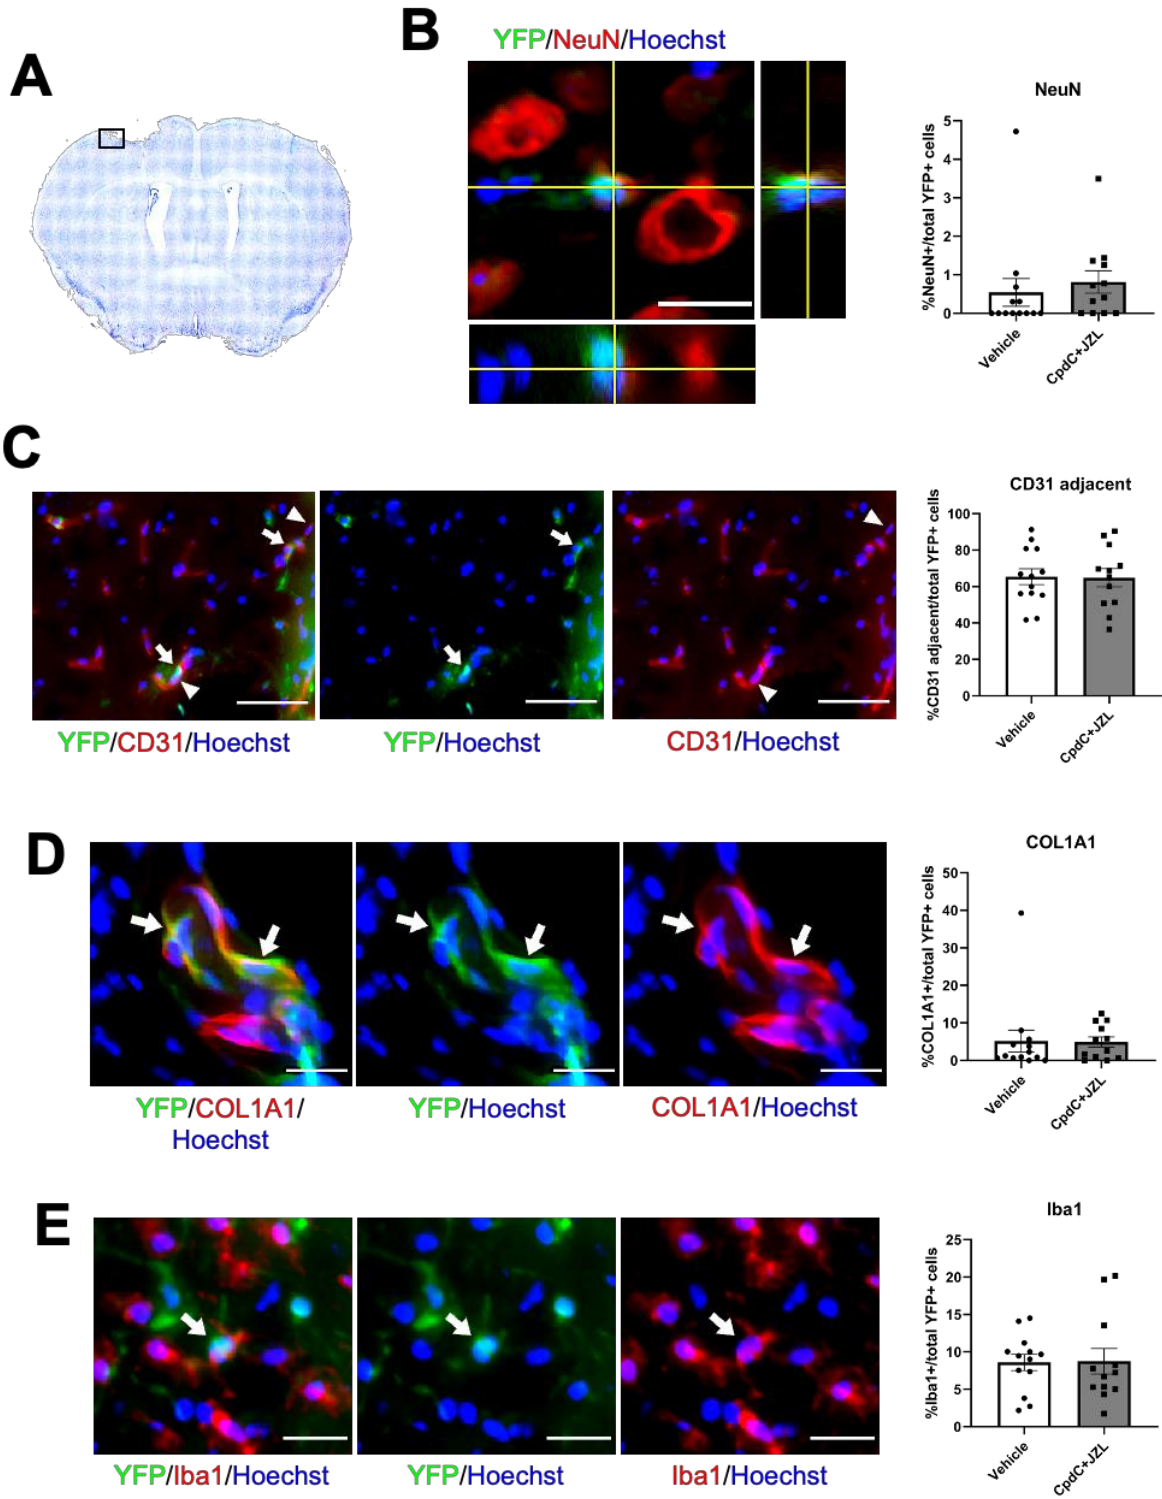 A
B
YFP/NeuN/Hoechst
NeuN
%NeuN+/total YFP+ cells
5
4
3
2
1
0
Vehicle
CpdC+JZL
C
YFP/CD31/Hoechst
YFP/Hoechst
CD31/Hoechst
CD31 adjacent
%CD31 adjacent/total YFP+ cells
100
80
60
40
20
0
Vehicle
CpdC+JZL
D
YFP/COL1A1/
Hoechst
YFP/Hoechst
COL1A1/Hoechst
COL1A1
%COL1A1+/total YFP+ cells
50
40
30
20
10
0
Vehicle
CpdC+JZL
E
YFP/Iba1/Hoechst
YFP/Hoechst
Iba1/Hoechst
Iba1
%Iba1+/total YFP+ cells
25
20
15
10
5
0
Vehicle
CpdC+JZL